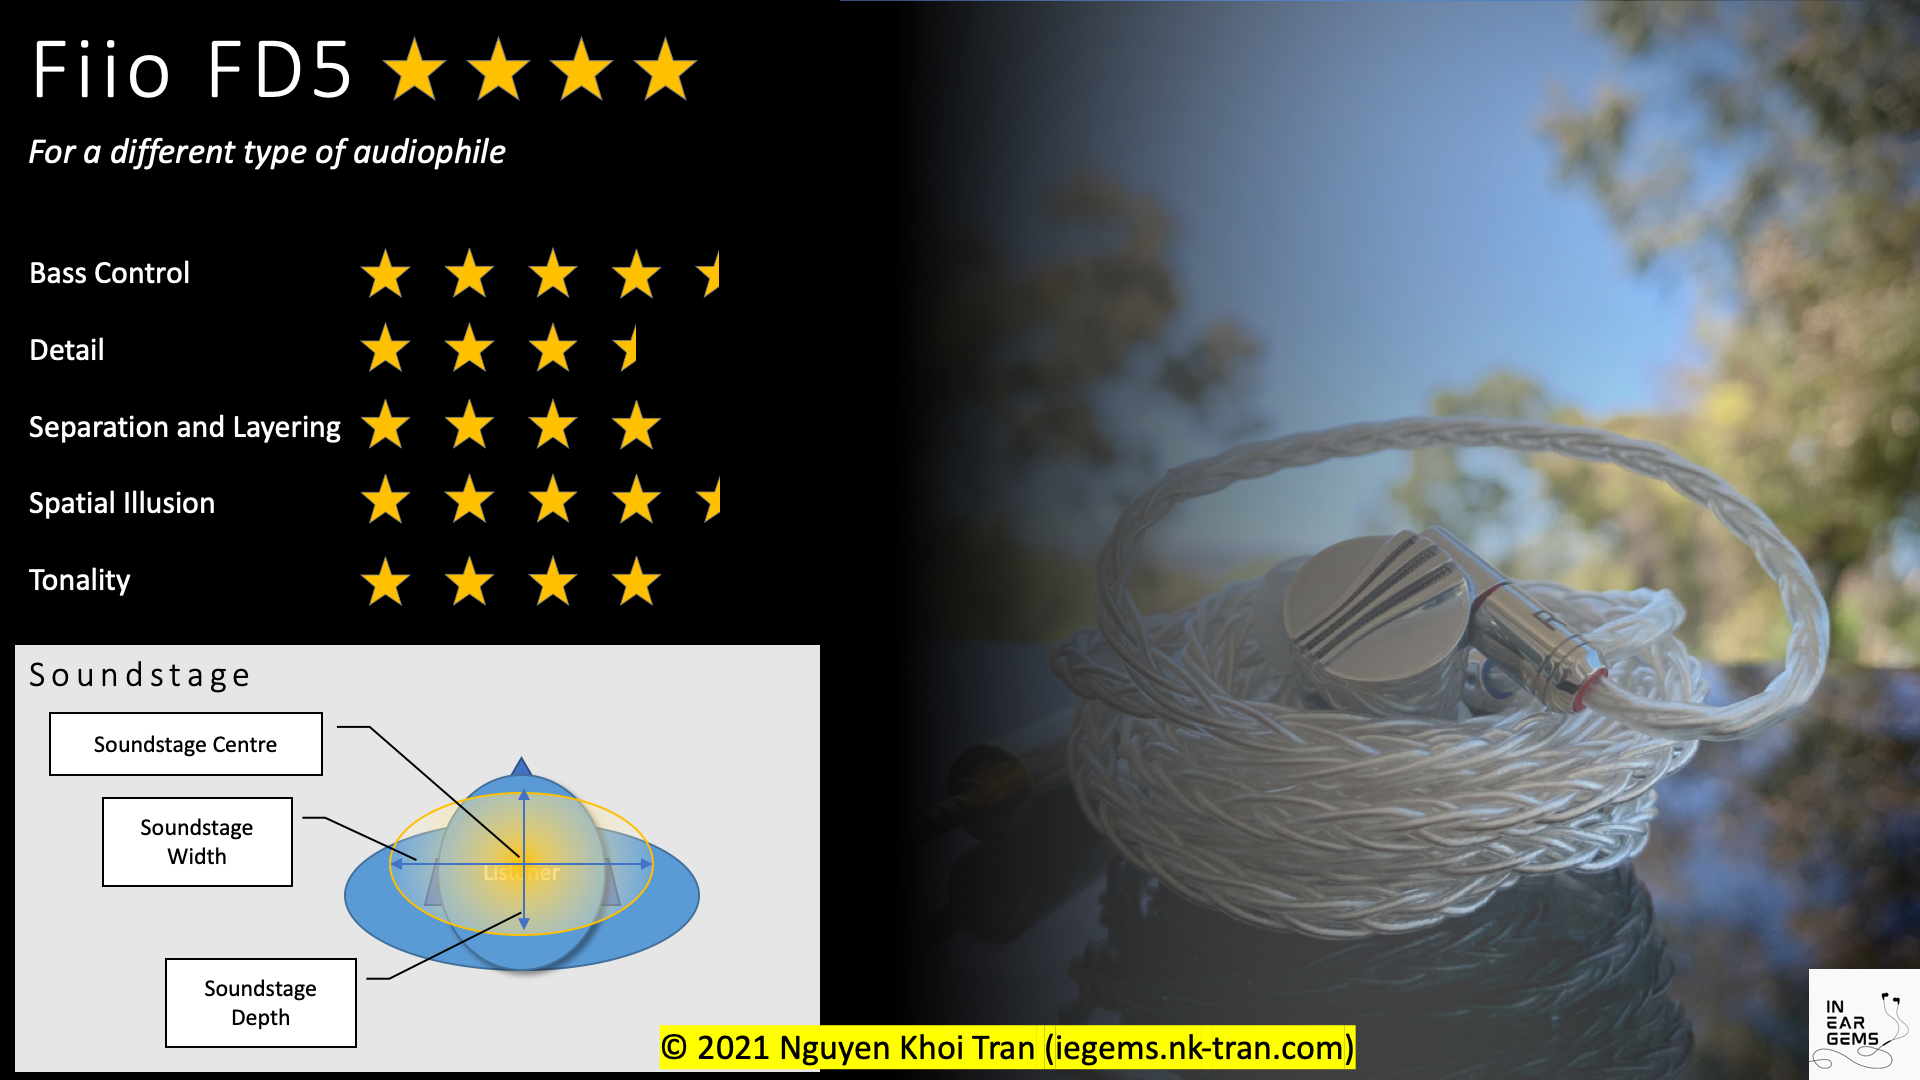 Fiio FD5
For a different type of audiophile
Bass Control
Detail
Separation and Layering
Spatial Illusion
Tonality
Soundstage
Soundstage Centre
Soundstage
Width
Listener
Soundstage
Depth
R
© 2021 Nguyen Khoi Tran (iegems.nk-tran.com)
IN
EAR
GEMS